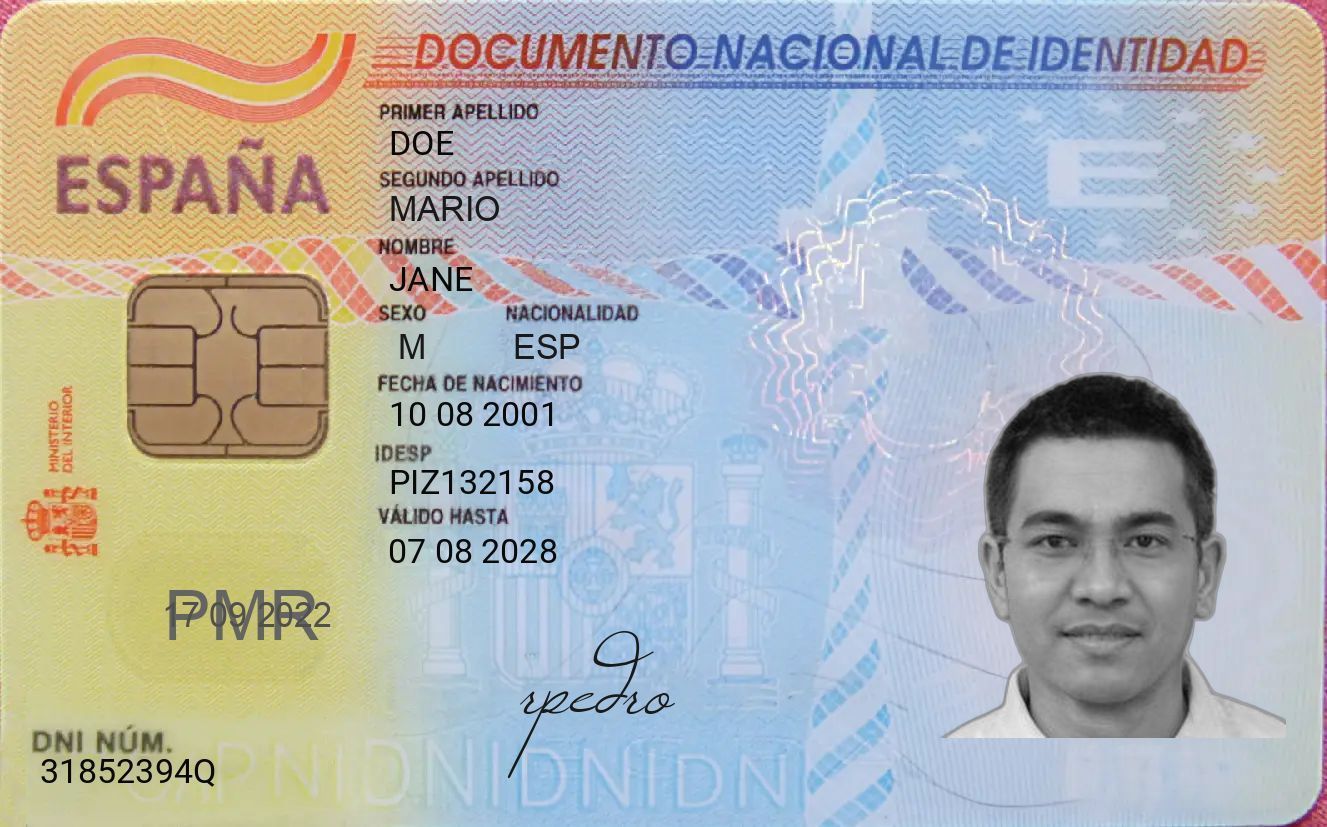 DOCUMENTO NACIONAL DE IDENTIDAD
ESPAÑA
PRIMER APELLIDO
DOE
SEGUNDO APELLIDO
MARIO
NOMBRE
JANE
SEXO NACIONALIDAD
M ESP
FECHA DE NACIMIENTO
10 08 2001
IDESP
PIZ132158
VÁLIDO HASTA
07 08 2028
MINISTERIO
DEL INTERIOR
E
PMR
17 09 2022
rpedro
DNI NÚM.
31852394Q
DNIDNIDNIDN